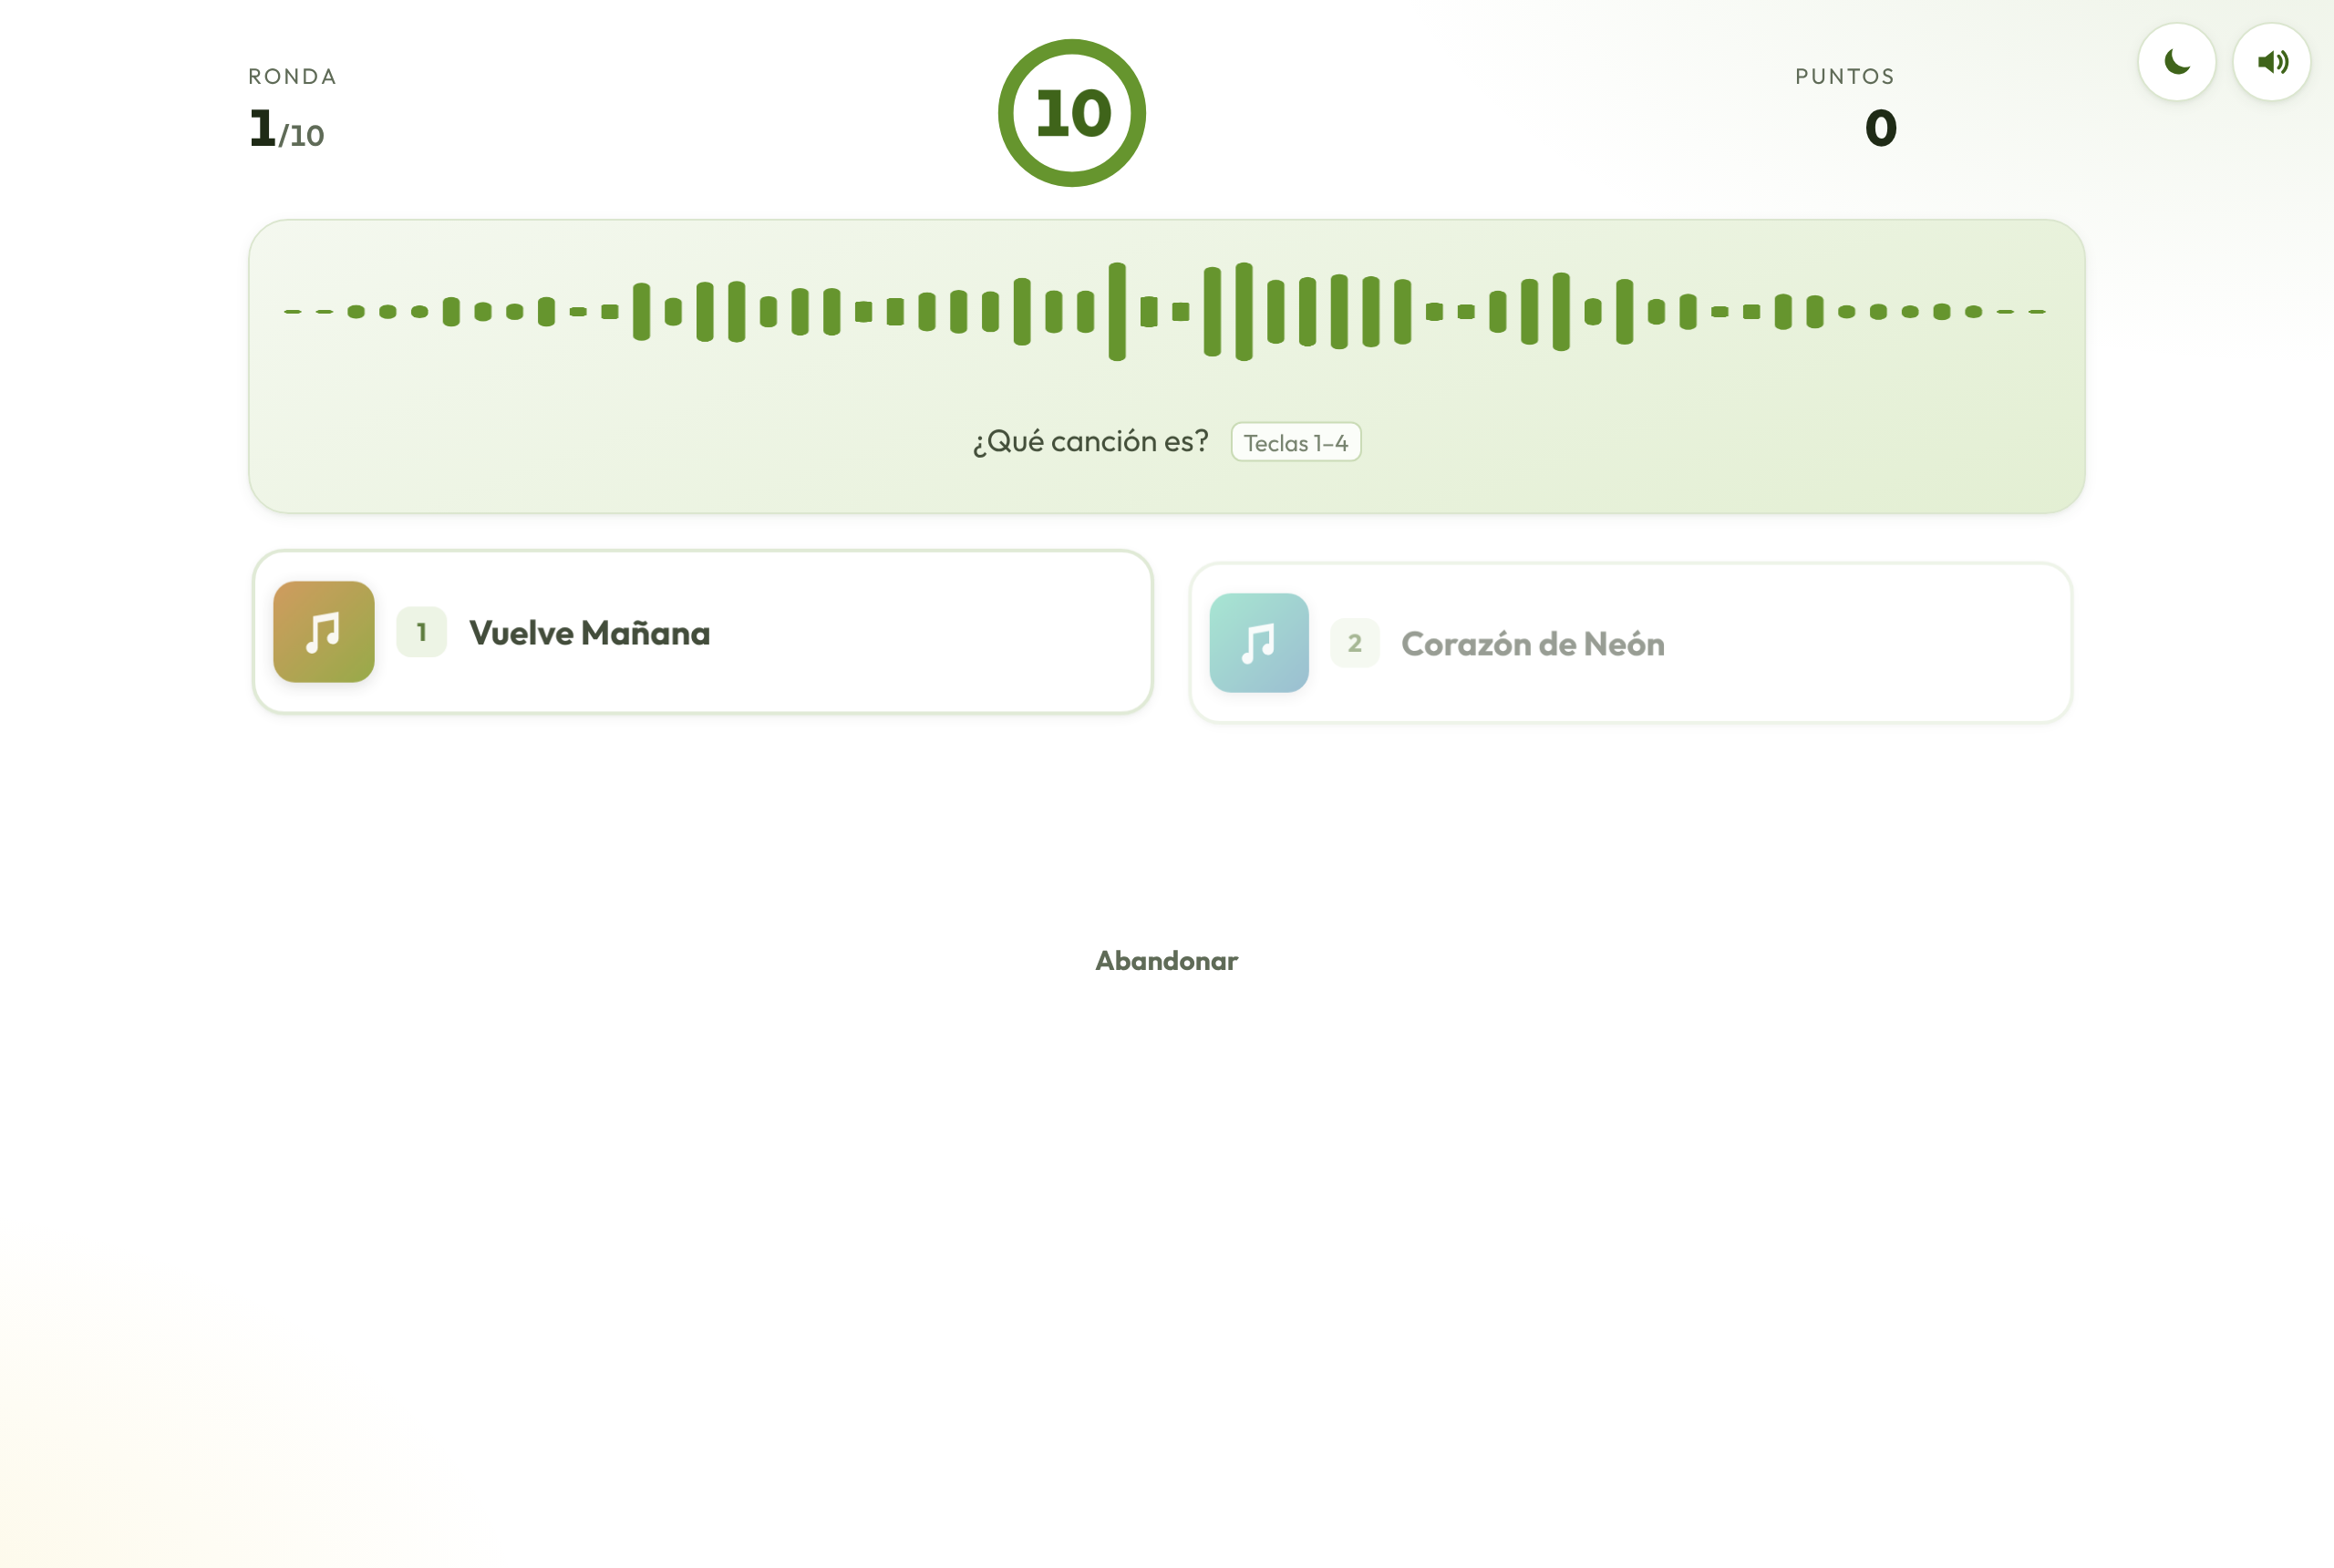 RONDA
1/10
10
PUNTOS
0
¿Qué canción es? Teclas 1–4
1 Vuelve Mañana
2 Corazón de Neón
Abandonar